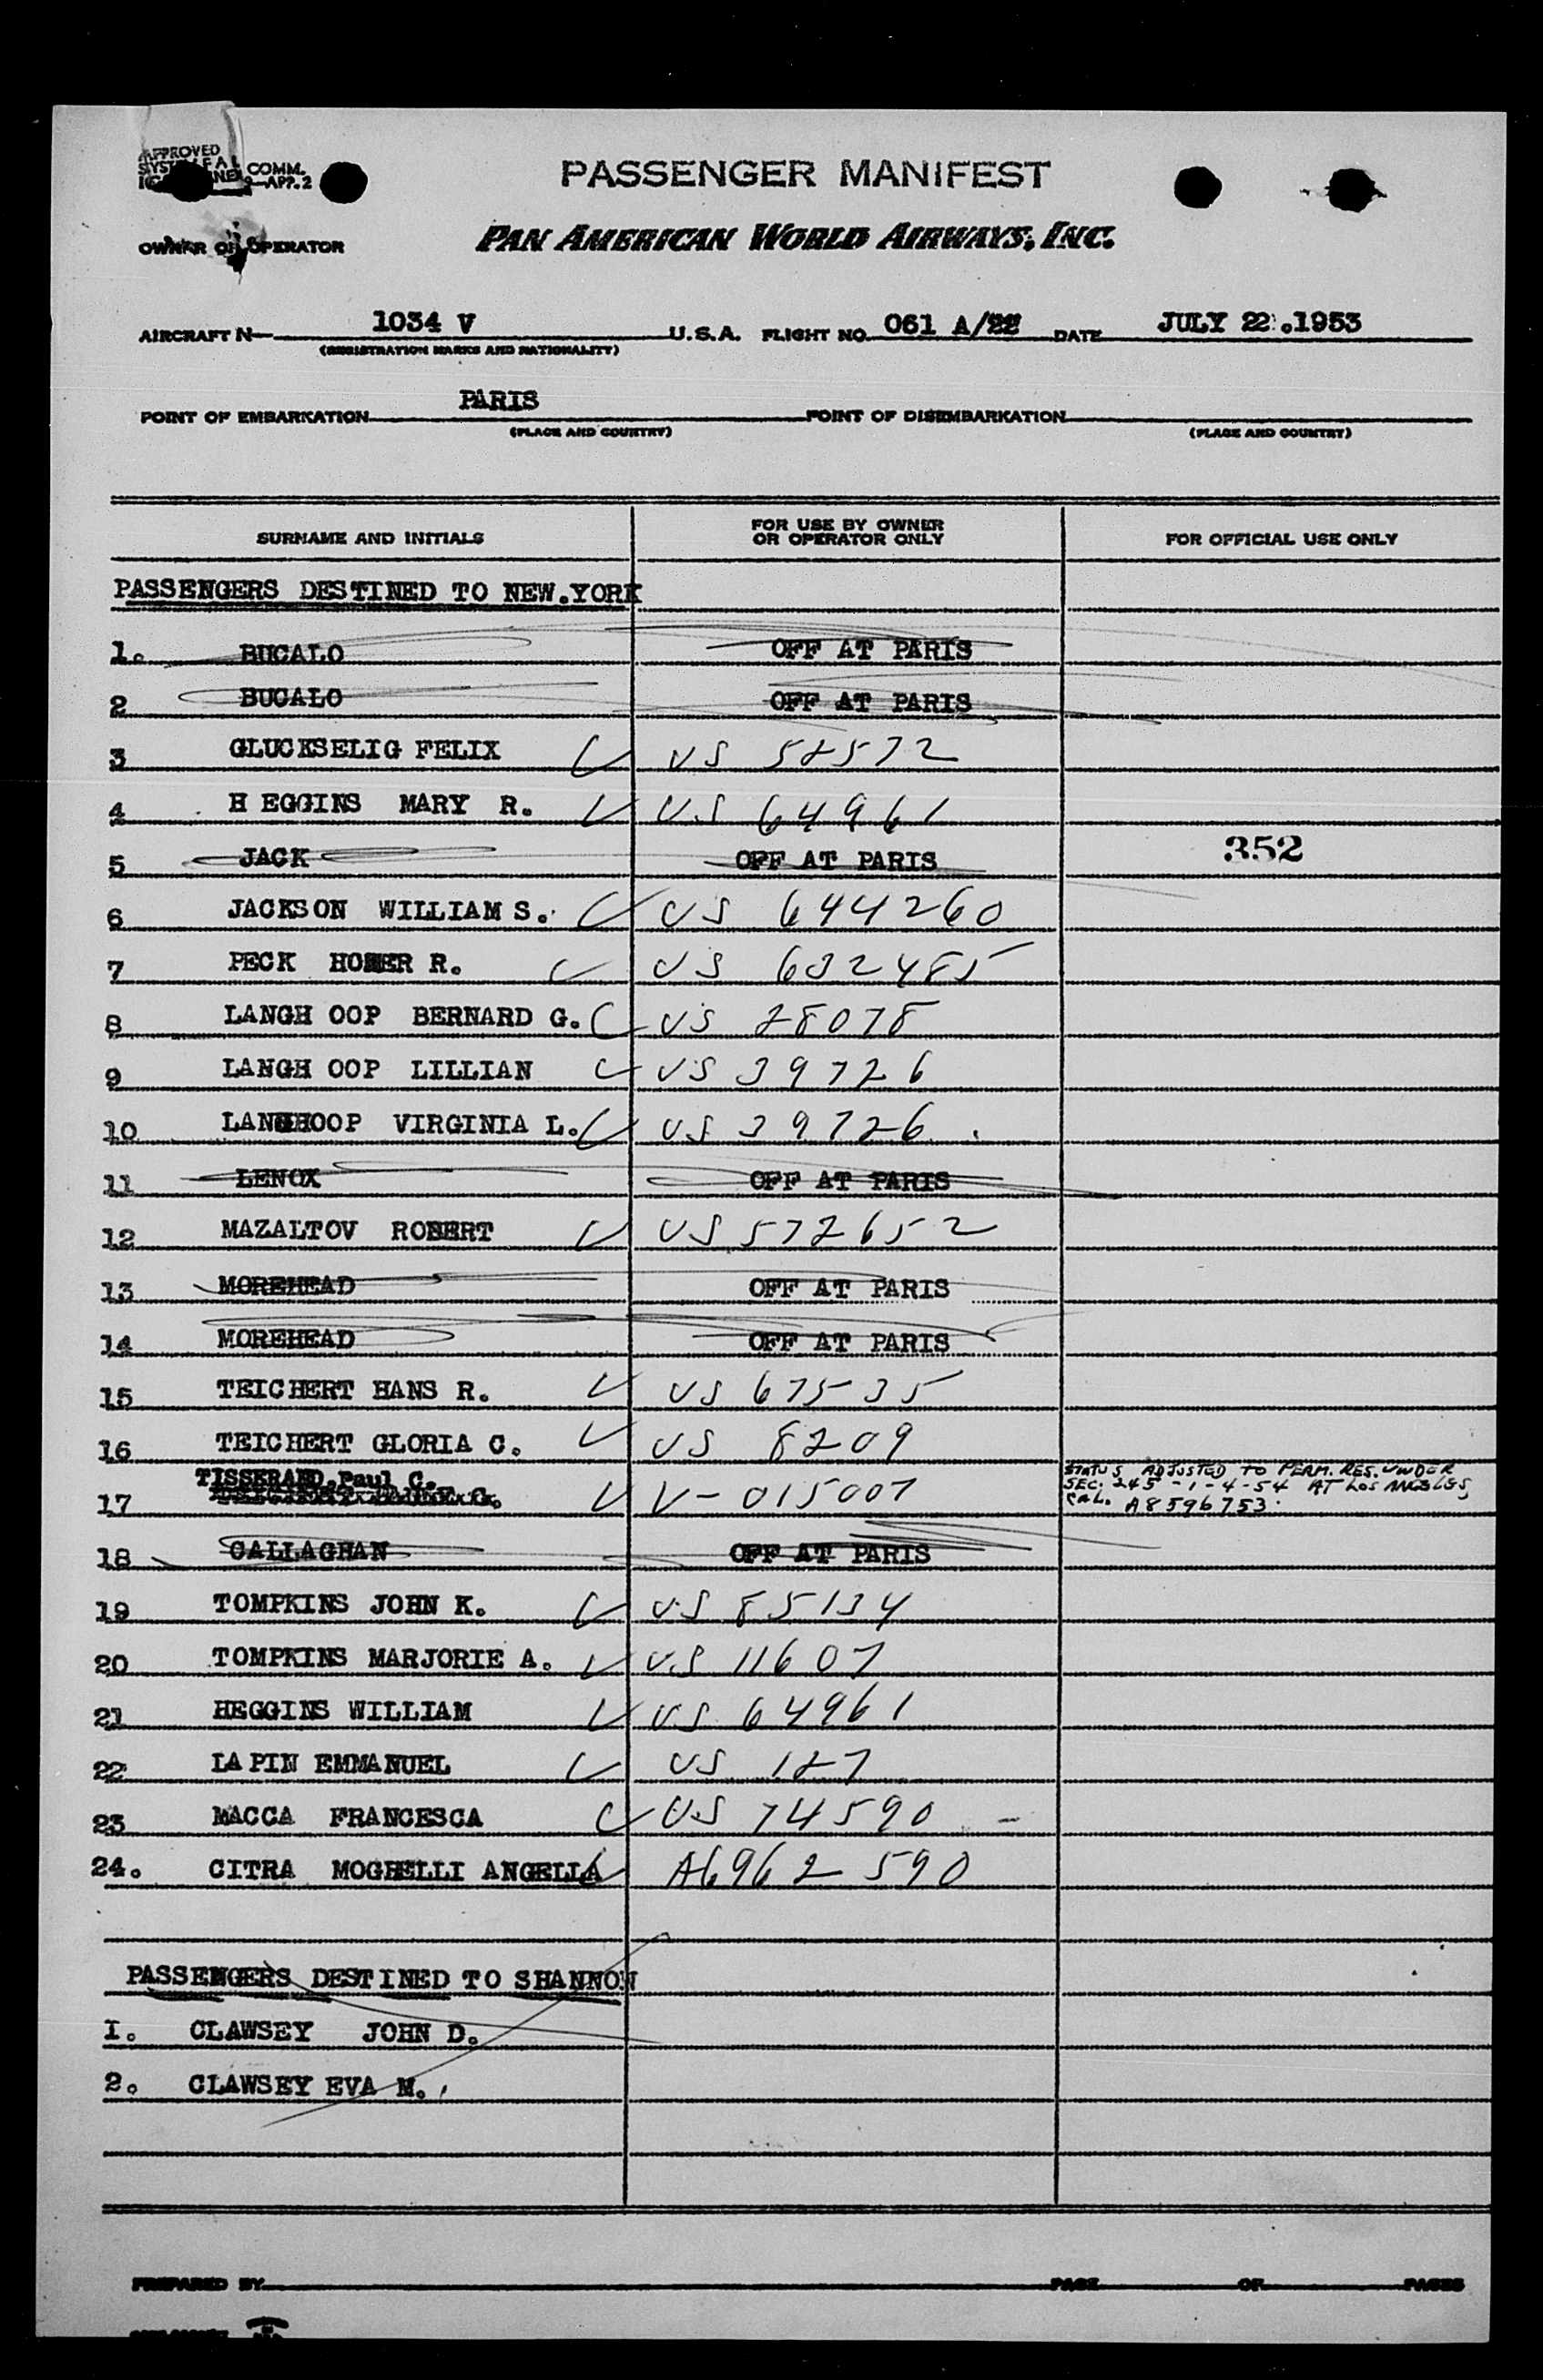 APPROVED
COMM.
APP. 2
PASSENGER MANIFEST
OWNER OR OPERATOR
PAN AMERICAN WORLD AIRWAYS, INC.
AIRCRAFT N 1034 V U.S.A. FLIGHT NO. 061 A/22 DATE JULY 22.1953
(REGISTRATION MARKS AND NATIONALITY)
POINT OF EMBARKATION PARIS POINT OF DISEMBARKATION
(PLACE AND COUNTRY) (PLACE AND COUNTRY)
SURNAME AND INITIALS FOR USE BY OWNER OR OPERATOR ONLY FOR OFFICIAL USE ONLY
PASSENGERS DESTINED TO NEW.YORK
1. BUCALO OFF AT PARIS
2 BUCALO OFF AT PARIS
3 GLUCKSELIG FELIX US 58572
4 H EGGINS MARY R. US 64961
5 JACK OFF AT PARIS 352
6 JACKSON WILLIAM S. US 644260
7 PECK HOMER R. US 632485
8 LANGH OOP BERNARD G. US 28078
9 LANGH OOP LILLIAN US 39726
10 LANGHOOP VIRGINIA L. US 39726
11 LENOX OFF AT PARIS
12 MAZALTOV ROBERT US 572652
13 MOREHEAD OFF AT PARIS
14 MOREHEAD OFF AT PARIS
15 TEICHERT HANS R. US 67535
16 TEICHERT GLORIA C. US 8209
17 TISSERAND, Paul C. V-015007
STATUS ADJUSTED TO PERM. RES. UNDER
SEC. 245 - 1-4-54 AT LOS ANGELES,
CAL. A8596753.
18 CALLAGHAN OFF AT PARIS
19 TOMPKINS JOHN K. US 85134
20 TOMPKINS MARJORIE A. US 11607
21 HEGGINS WILLIAM US 64961
22 LAPIN EMMANUEL US 187
23 MACCA FRANCESCA US 74590 -
24. CITRA MOGHELLI ANGELLA A6962590
PASSENGERS DESTINED TO SHANNON
I. CLAWSEY JOHN D.
2. CLAWSEY EVA M.
PREPARED BY PAGE OF PAGES